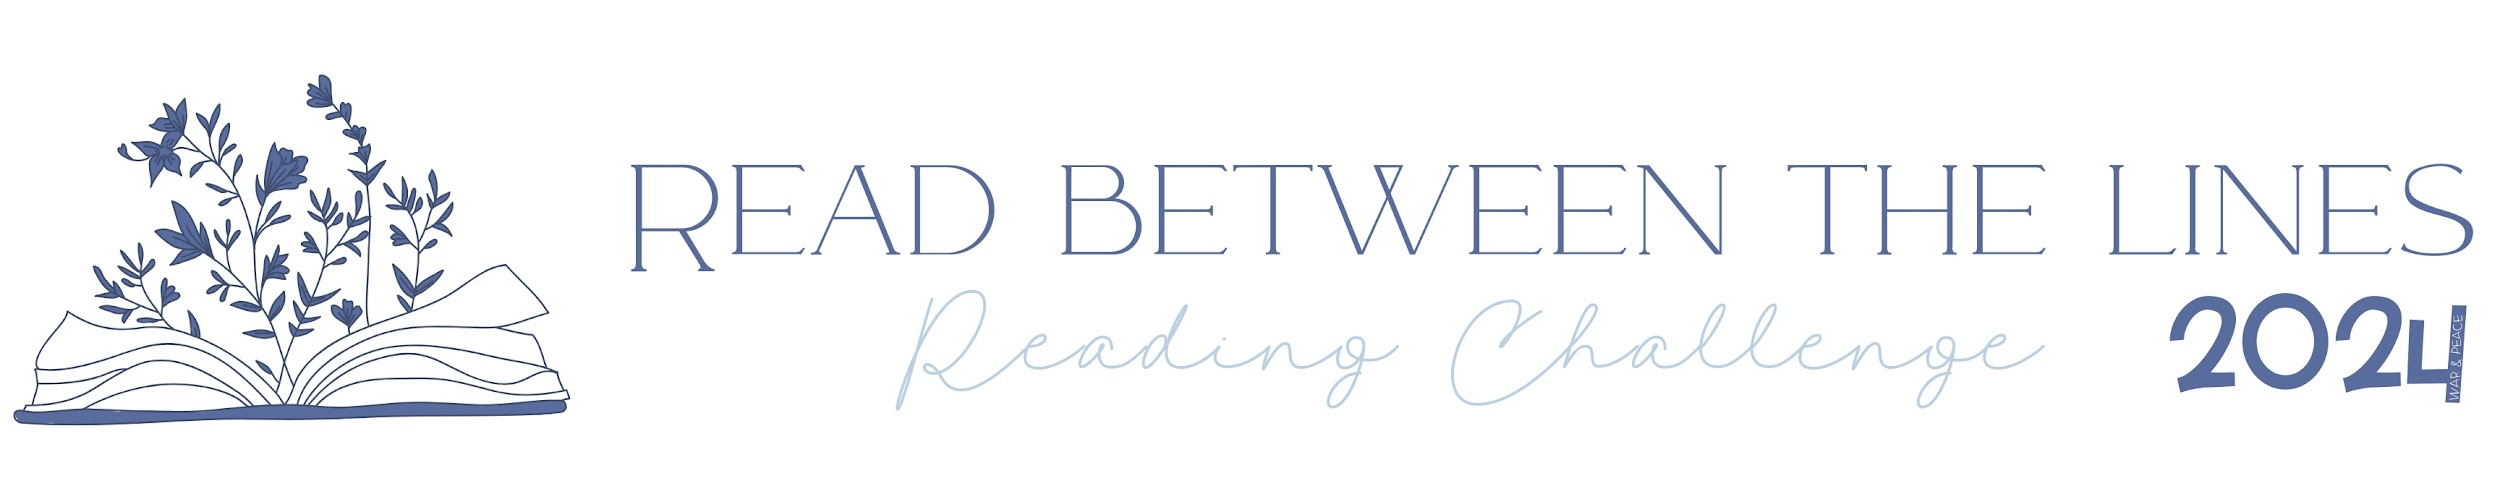 READ BETWEEN THE LINES
Reading Challenge 2024
WAR & PEACE